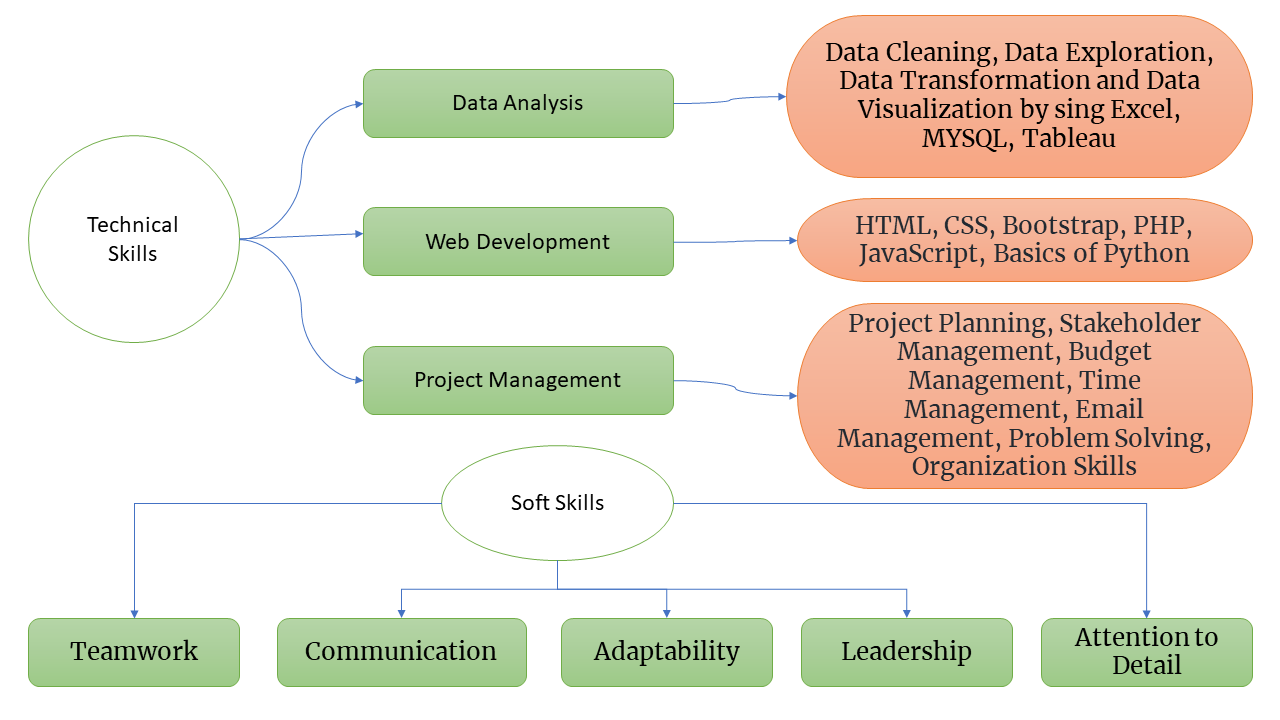 Technical
Skills
Data Analysis
Data Cleaning, Data Exploration,
Data Transformation and Data
Visualization by sing Excel,
MYSQL, Tableau
Web Development
HTML, CSS, Bootstrap, PHP,
JavaScript, Basics of Python
Project Management
Project Planning, Stakeholder
Management, Budget
Management, Time
Management, Email
Management, Problem Solving,
Organization Skills
Soft Skills
Teamwork
Communication
Adaptability
Leadership
Attention to
Detail